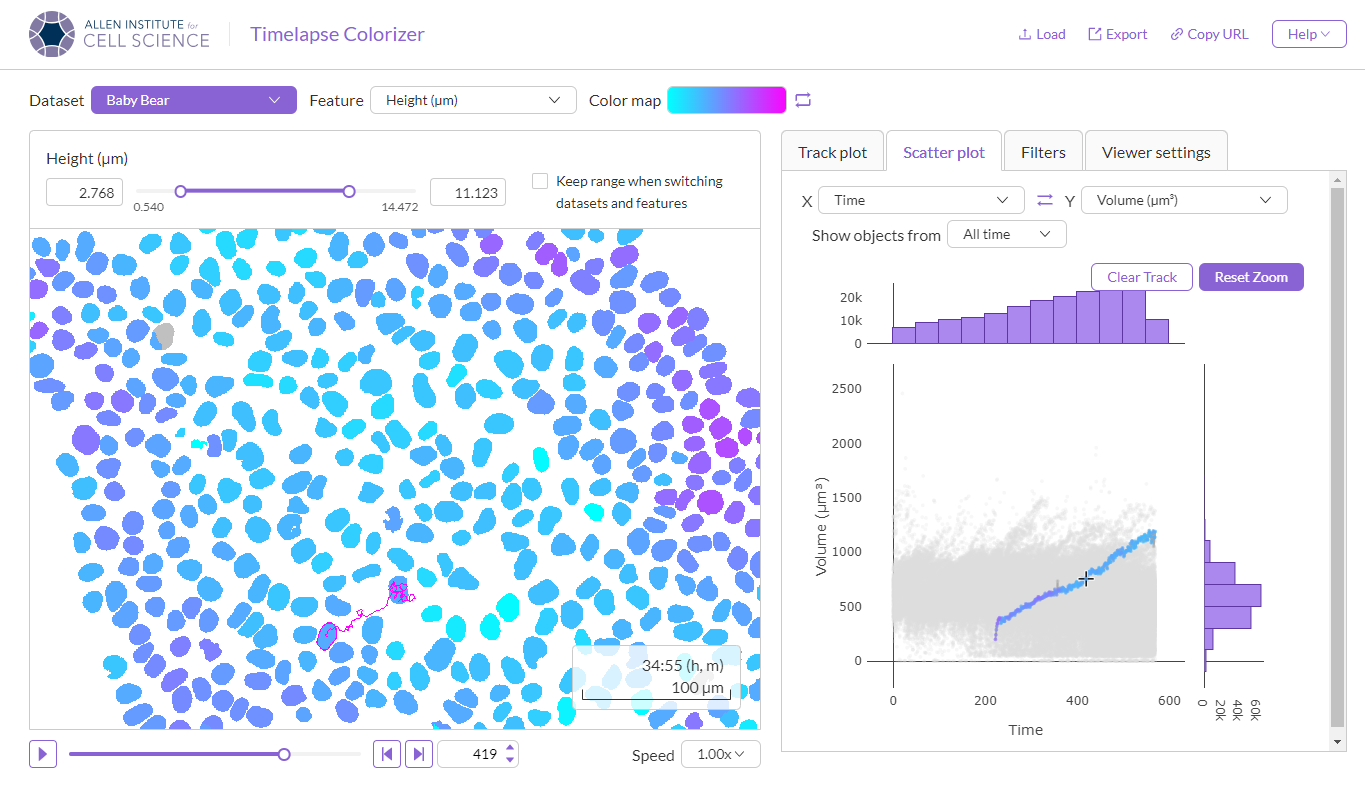 ALLEN INSTITUTE for
CELL SCIENCE
Timelapse Colorizer
Load
Export
Copy URL
Help
Dataset
Baby Bear
Feature
Height (µm)
Color map
Height (µm)
2.768
0.540
14.472
11.123
Keep range when switching
datasets and features
34:55 (h, m)
100 µm
419
Speed
1.00x
Track plot
Scatter plot
Filters
Viewer settings
X
Time
Y
Volume (µm³)
Show objects from
All time
Clear Track
Reset Zoom
20k
10k
0
2500
2000
1500
1000
500
0
Volume (µm³)
0
200
400
600
Time
0
20k
40k
60k